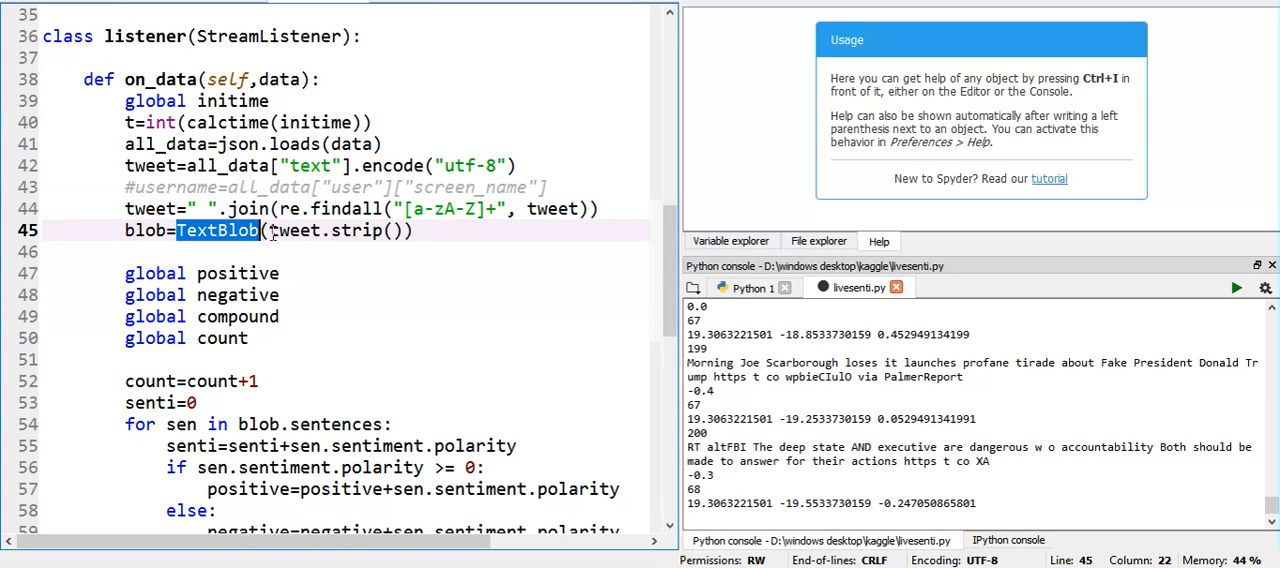 35
36 class listener(StreamListener):
37
38 def on_data(self,data):
39 global initime
40 t=int(calctime(initime))
41 all_data=json.loads(data)
42 tweet=all_data["text"].encode("utf-8")
43 #username=all_data["user"]["screen_name"]
44 tweet=" ".join(re.findall("[a-zA-Z]+", tweet))
45 blob=TextBlob(tweet.strip())
46
47 global positive
48 global negative
49 global compound
50 global count
51
52 count=count+1
53 senti=0
54 for sen in blob.sentences:
55 senti=senti+sen.sentiment.polarity
56 if sen.sentiment.polarity >= 0:
57 positive=positive+sen.sentiment.polarity
58 else:
59 negative=negative+sen.sentiment.polarity
Usage
Here you can get help of any object by pressing Ctrl+I in
front of it, either on the Editor or the Console.
Help can also be shown automatically after writing a left
parenthesis next to an object. You can activate this
behavior in Preferences > Help.
New to Spyder? Read our tutorial
Variable explorer File explorer Help
Python console - D:\windows desktop\kaggle\livesenti.py
Python 1 livesenti.py
0.0
67
19.3063221501 -18.8533730159 0.452949134199
199
Morning Joe Scarborough loses it launches profane tirade about Fake President Donald Tr
ump https t co wpbieCIulO via PalmerReport
-0.4
67
19.3063221501 -19.2533730159 0.0529491341991
200
RT altFBI The deep state AND executive are dangerous w o accountability Both should be
made to answer for their actions https t co XA
-0.3
68
19.3063221501 -19.5533730159 -0.247050865801
Python console - D:\windows desktop\kaggle\livesenti.py IPython console
Permissions: RW End-of-lines: CRLF Encoding: UTF-8 Line: 45 Column: 22 Memory: 44 %